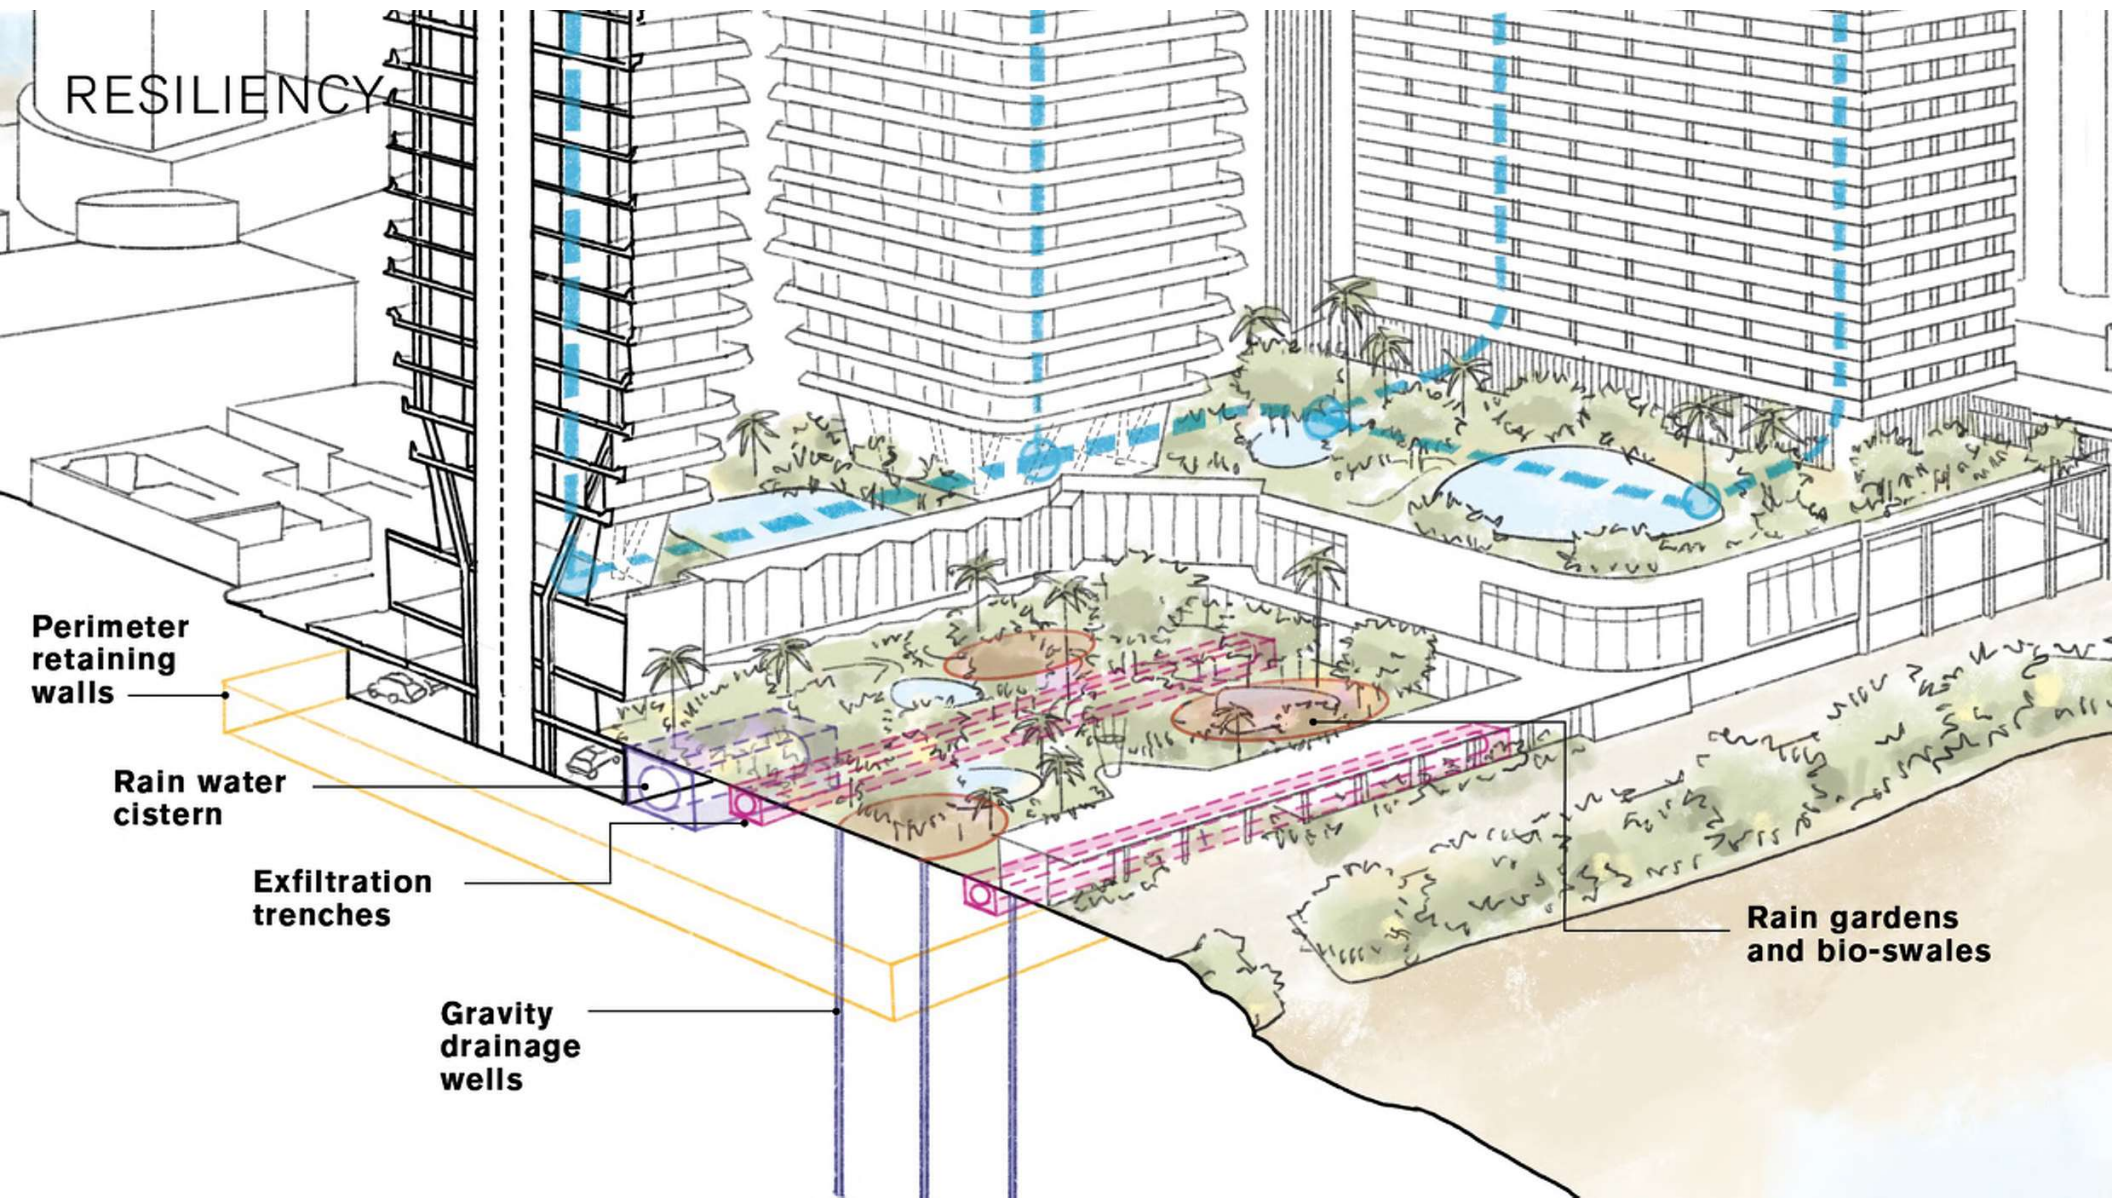 RESILIENCY
Perimeter
retaining
walls
Rain water
cistern
Exfiltration
trenches
Gravity
drainage
wells
Rain gardens
and bio-swales